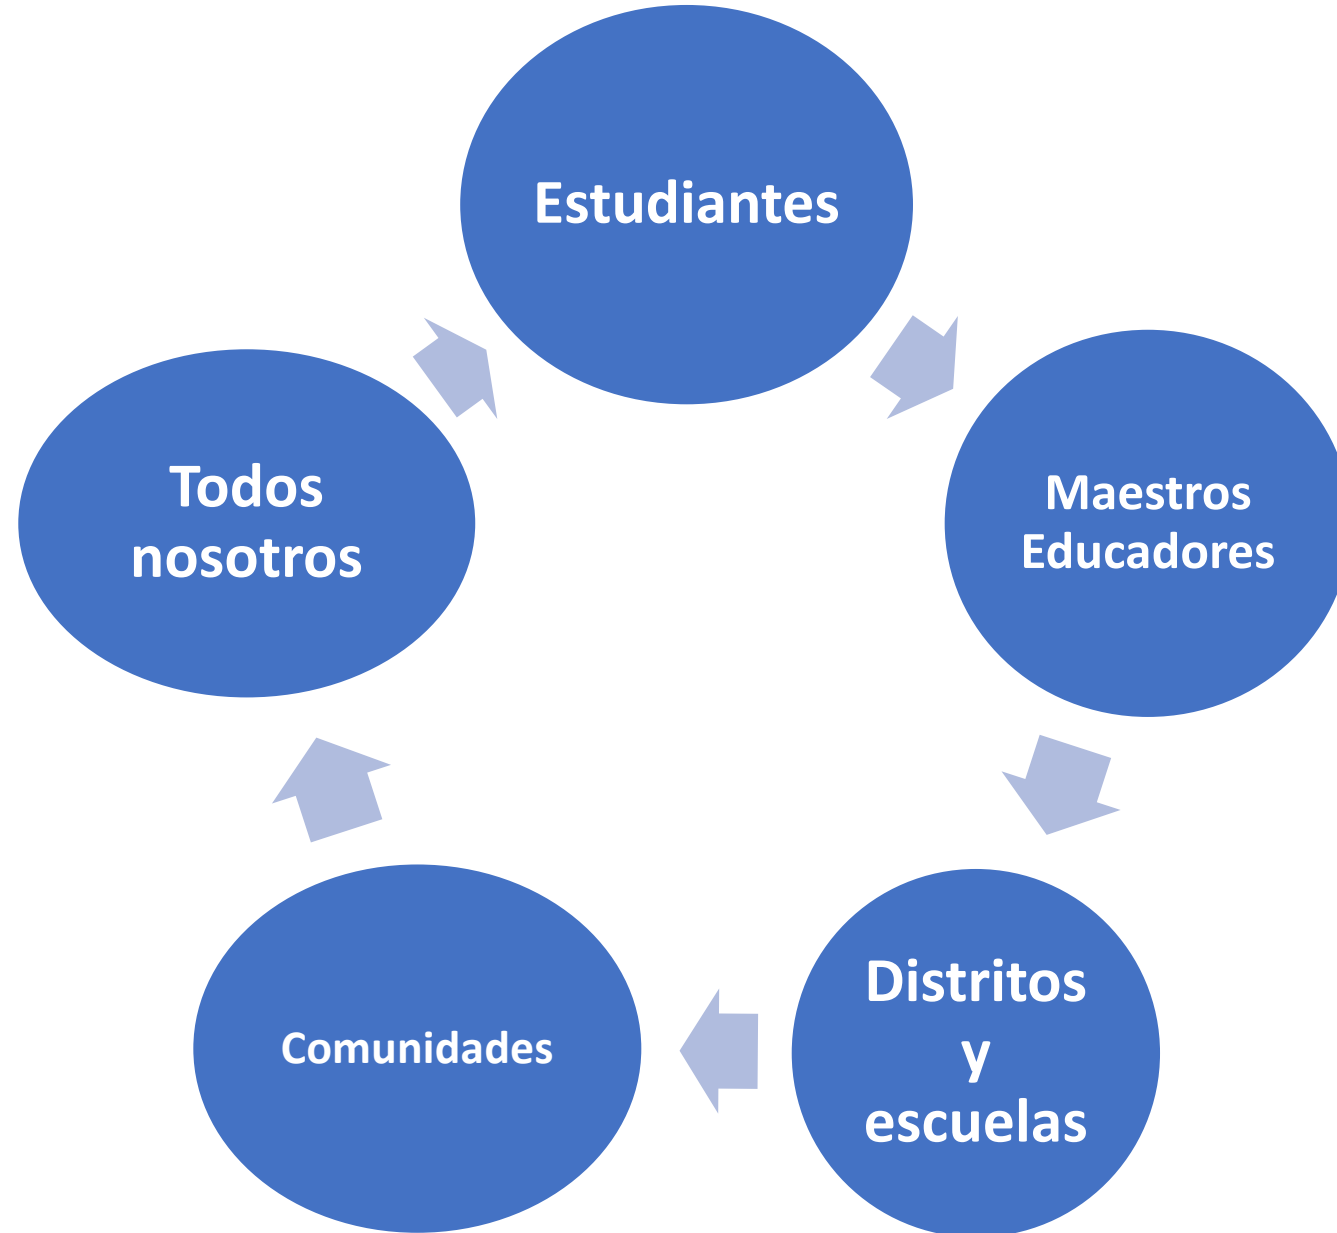 Estudiantes
Maestros
Educadores
Distritos
y
escuelas
Comunidades
Todos
nosotros